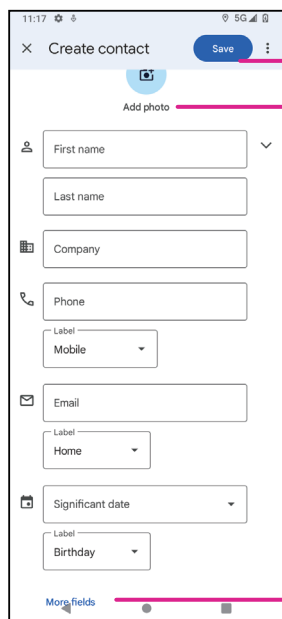 11:17 5G
Create contact Save
Add photo
First name
Last name
Company
Phone
Label
Mobile
Email
Label
Home
Significant date
Label
Birthday
More fields